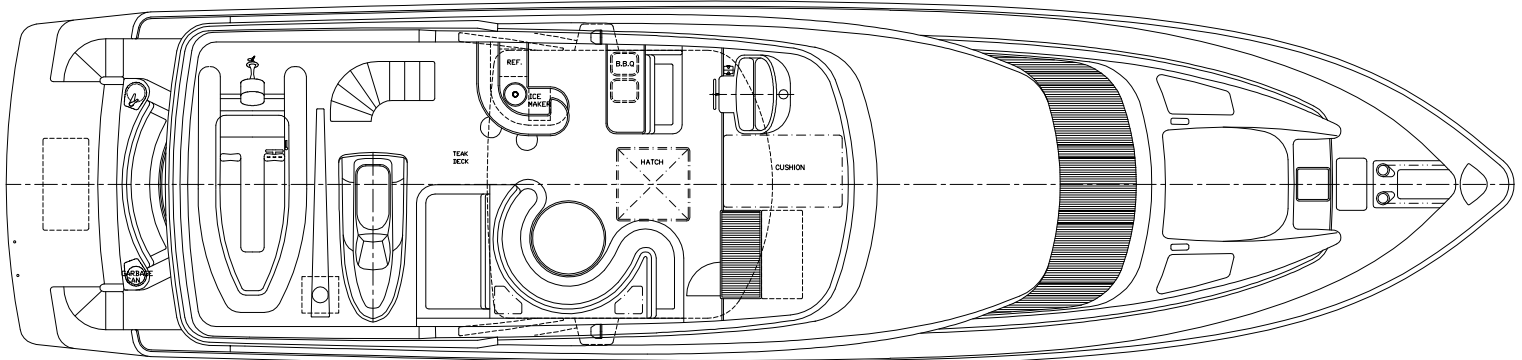 REF.
B.B.Q
ICE
MAKER
TEAK
DECK
HATCH
CUSHION
GARBAGE
CAN